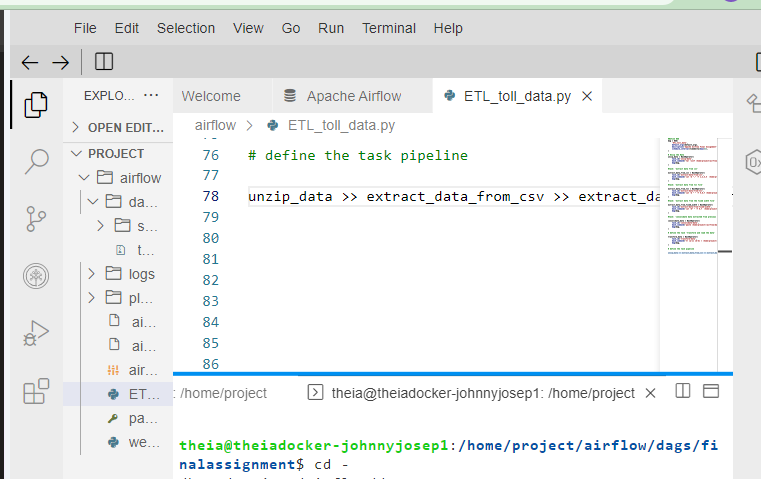 File Edit Selection View Go Run Terminal Help
EXPLO... ···
Welcome Apache Airflow ETL_toll_data.py
OPEN EDIT...
airflow > ETL_toll_data.py
PROJECT
76 # define the task pipeline
airflow
77
da...
78 unzip_data >> extract_data_from_csv >> extract_da
s...
79
t...
80
81
logs
82
pl...
83
ai...
84
ai...
85
air...
86
ET...
: /home/project theia@theiadocker-johnnyjosep1: /home/project
pa...
we...
theia@theiadocker-johnnyjosep1:/home/project/airflow/dags/fi
nalassignment$ cd -